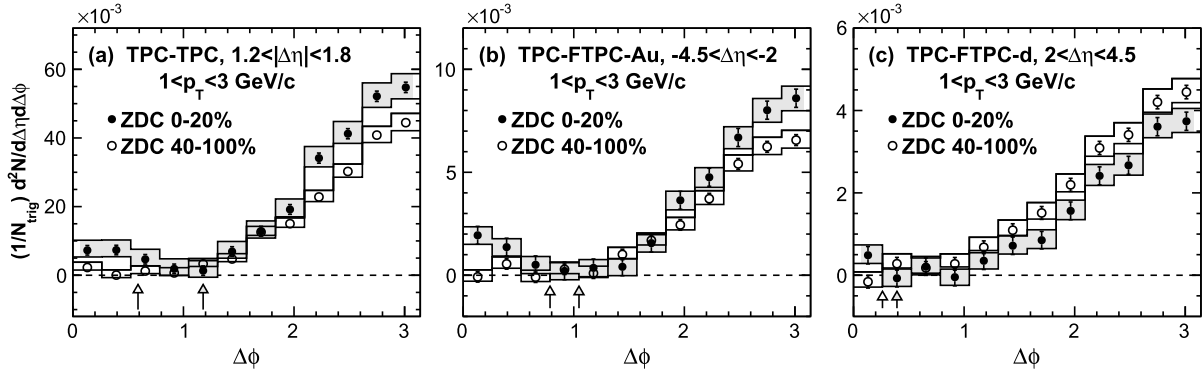 ×10⁻³
(a) TPC-TPC, 1.2<|Δη|<1.8
1<p_T<3 GeV/c
ZDC 0-20%
ZDC 40-100%
(1/N_trig) d²N/dΔηdΔϕ
60
40
20
0
0 1 2 3
Δϕ
×10⁻³
(b) TPC-FTPC-Au, -4.5<Δη<-2
1<p_T<3 GeV/c
ZDC 0-20%
ZDC 40-100%
10
5
0
0 1 2 3
Δϕ
×10⁻³
(c) TPC-FTPC-d, 2<Δη<4.5
1<p_T<3 GeV/c
ZDC 0-20%
ZDC 40-100%
6
4
2
0
0 1 2 3
Δϕ